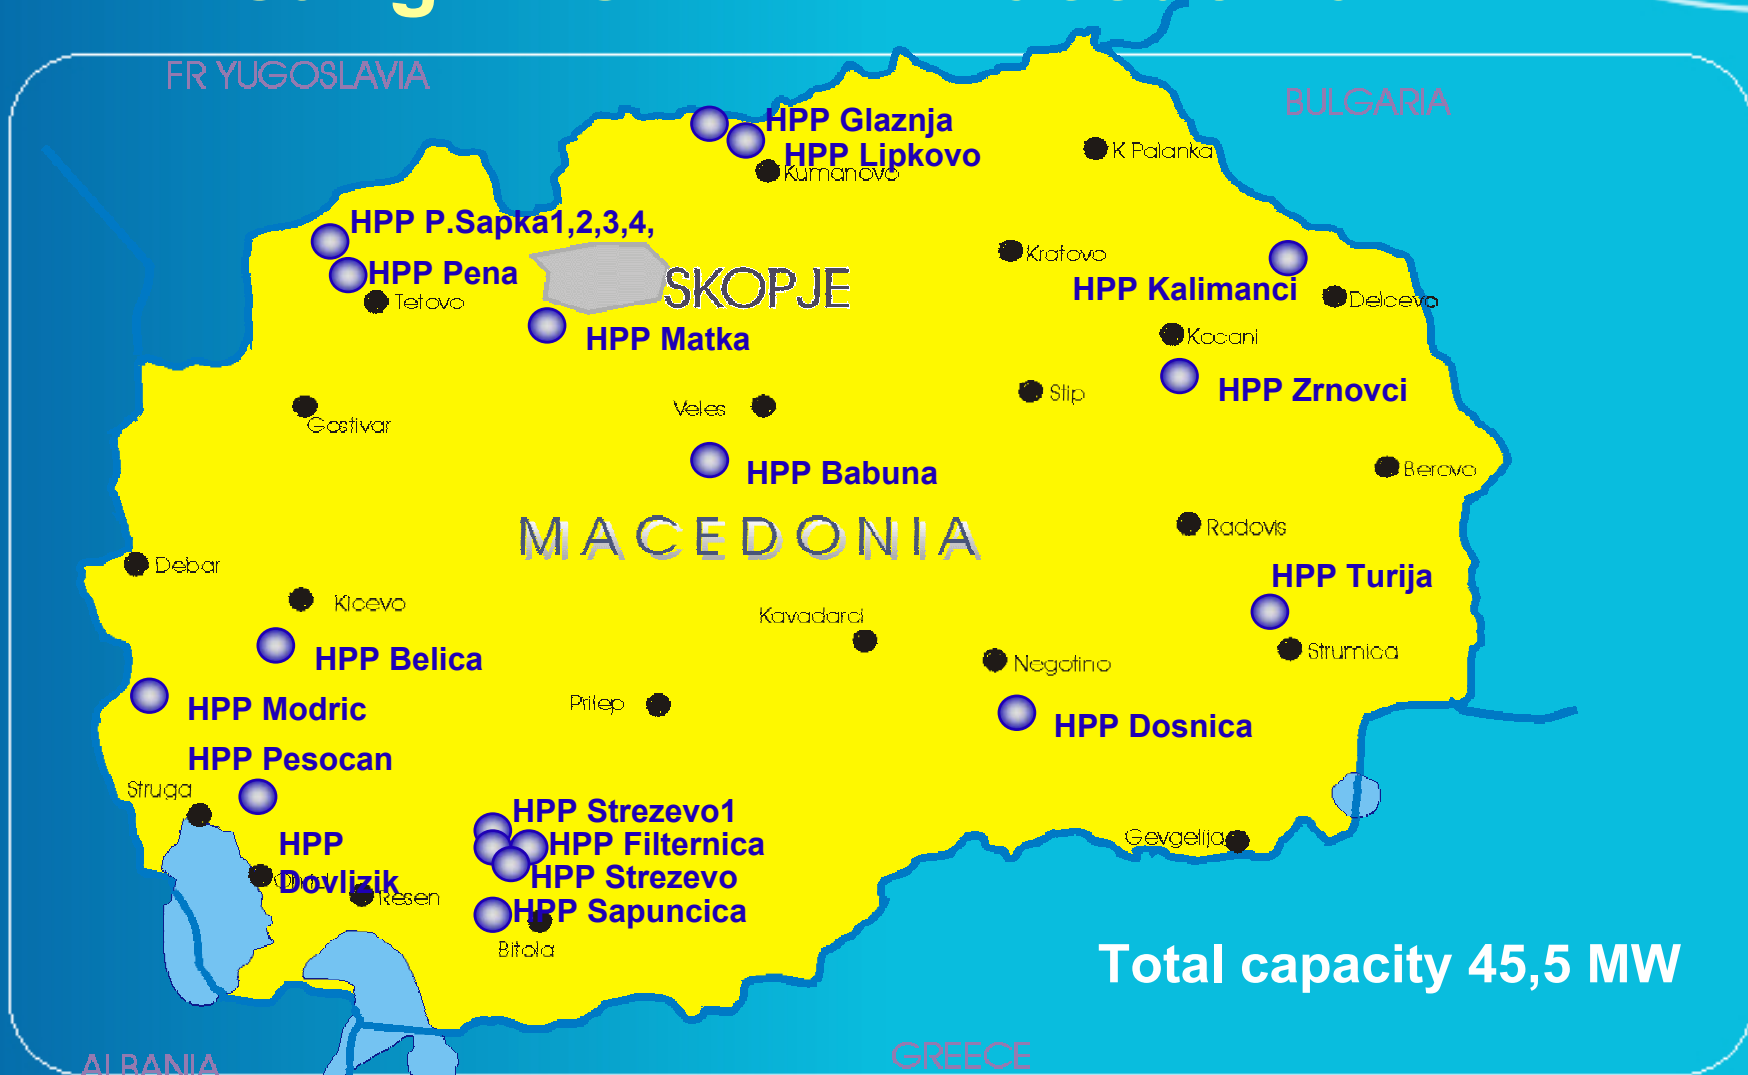 FR YUGOSLAVIA
BULGARIA
HPP Glaznja
HPP Lipkovo
K Palanka
Kumanovo
HPP P.Sapka1,2,3,4,
HPP Pena
Tetovo
SKOPJE
Kratovo
HPP Kalimanci
Delcevo
HPP Matka
Kocani
HPP Zrnovci
Stip
Veles
Gostivar
HPP Babuna
Berovo
MACEDONIA
Radovis
Debar
HPP Turija
Kicevo
Kavadarci
Strumica
HPP Belica
Negotino
HPP Modric
Prilep
HPP Dosnica
HPP Pesocan
Struga
HPP Strezevo1
HPP
Dovlizik
HPP Filternica
Gevgelija
HPP Strezevo
Resen
HPP Sapuncica
Bitola
Total capacity 45,5 MW
GREECE
ALBANIA